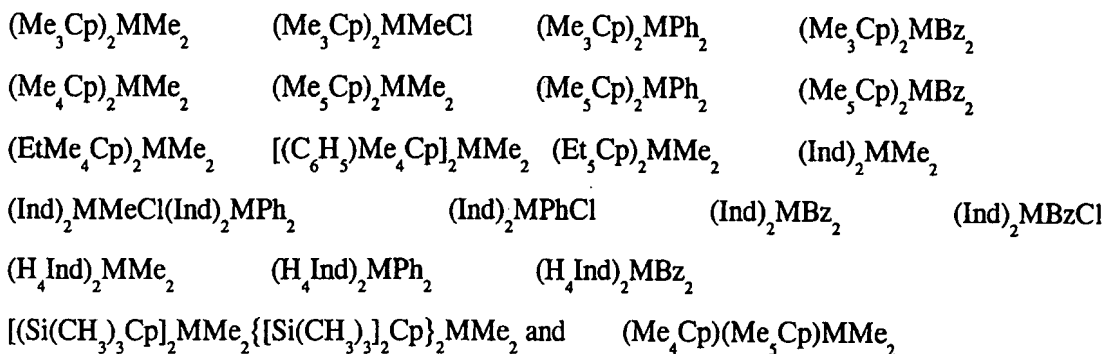 (Me₃Cp)₂MMe₂ (Me₃Cp)₂MMeCl (Me₃Cp)₂MPh₂ (Me₃Cp)₂MBz₂
(Me₄Cp)₂MMe₂ (Me₅Cp)₂MMe₂ (Me₅Cp)₂MPh₂ (Me₅Cp)₂MBz₂
(EtMe₄Cp)₂MMe₂ [(C₆H₅)Me₄Cp]₂MMe₂ (Et₅Cp)₂MMe₂ (Ind)₂MMe₂
(Ind)₂MMeCl(Ind)₂MPh₂ (Ind)₂MPhCl (Ind)₂MBz₂ (Ind)₂MBzCl
(H₄Ind)₂MMe₂ (H₄Ind)₂MPh₂ (H₄Ind)₂MBz₂
[(Si(CH₃)₃Cp]₂MMe₂{[Si(CH₃)₃]₂Cp}₂MMe₂ and (Me₄Cp)(Me₅Cp)MMe₂